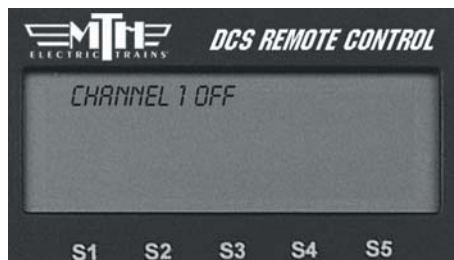 MTH
ELECTRIC TRAINS
DCS REMOTE CONTROL
CHANNEL 1 OFF
S1 S2 S3 S4 S5